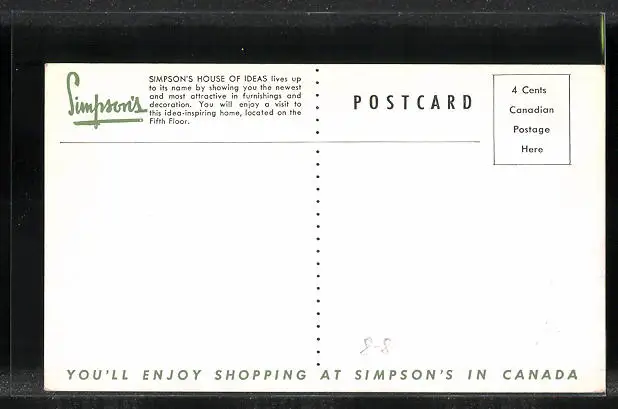 Simpson's
SIMPSON'S HOUSE OF IDEAS lives up
to its name by showing you the newest
and most attractive in furnishings and
decoration. You will enjoy a visit to
this idea-inspiring home, located on the
Fifth Floor.
POSTCARD
4 Cents
Canadian
Postage
Here
8-8
YOU'LL ENJOY SHOPPING AT SIMPSON'S IN CANADA